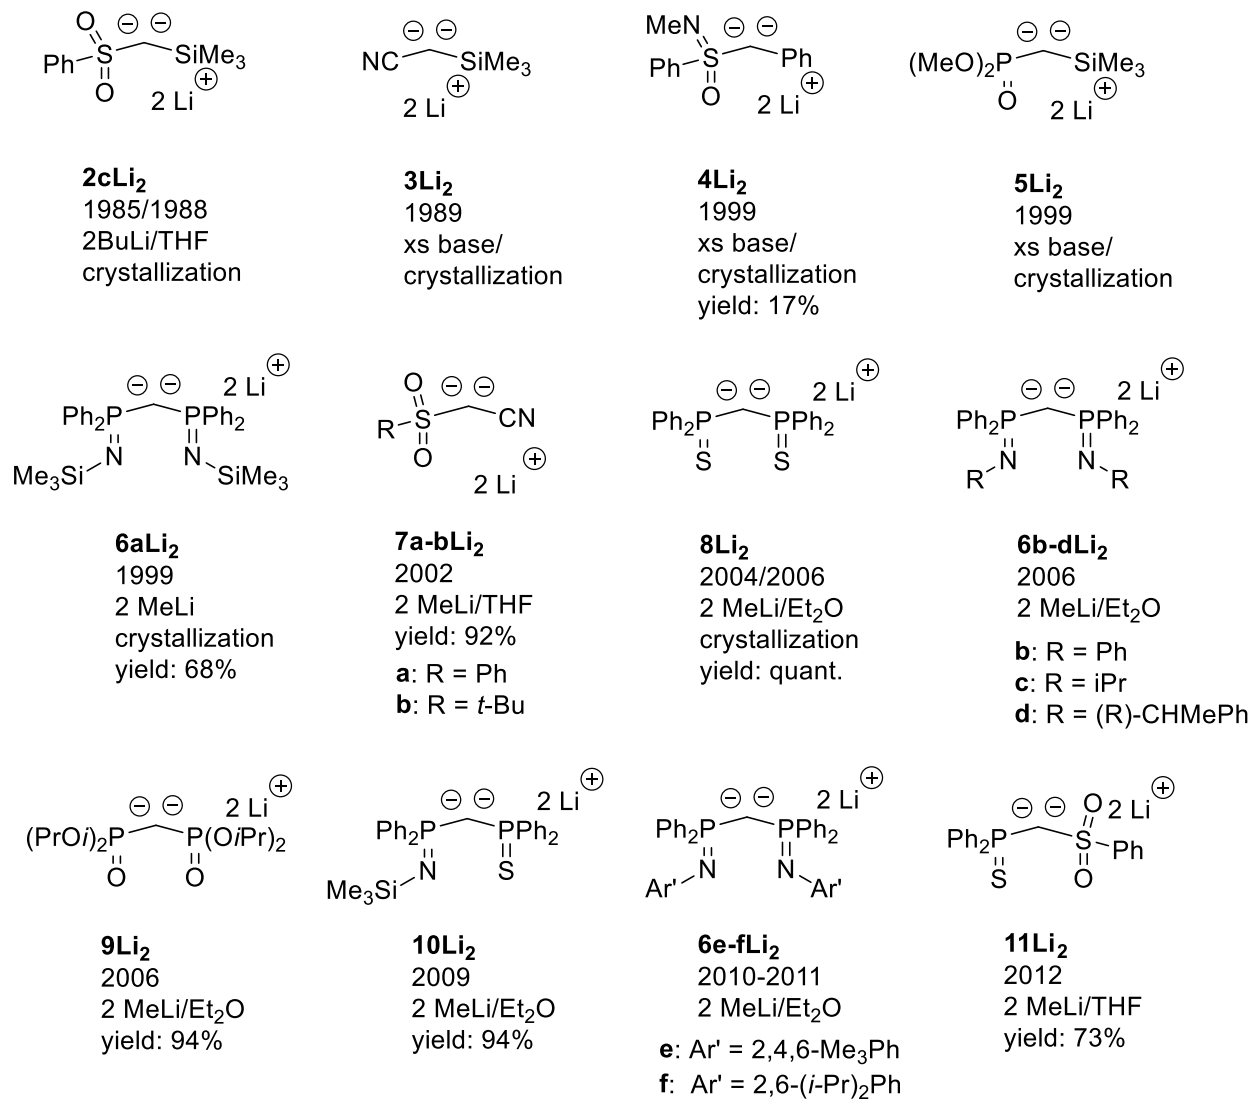 O ⊖ ⊖
Ph S SiMe3
O 2 Li ⊕
2cLi2
1985/1988
2BuLi/THF
crystallization
⊖ ⊖
NC SiMe3
2 Li ⊕
3Li2
1989
xs base/
crystallization
MeN ⊖ ⊖
Ph S Ph
O 2 Li ⊕
4Li2
1999
xs base/
crystallization
yield: 17%
⊖ ⊖
(MeO)2P SiMe3
O 2 Li ⊕
5Li2
1999
xs base/
crystallization
⊖ ⊖ 2 Li ⊕
Ph2P PPh2
N N
Me3Si SiMe3
6aLi2
1999
2 MeLi
crystallization
yield: 68%
O ⊖ ⊖
R S CN
O
2 Li ⊕
7a-bLi2
2002
2 MeLi/THF
yield: 92%
a: R = Ph
b: R = t-Bu
⊖ ⊖ 2 Li ⊕
Ph2P PPh2
S S
8Li2
2004/2006
2 MeLi/Et2O
crystallization
yield: quant.
⊖ ⊖ 2 Li ⊕
Ph2P PPh2
N N
R R
6b-dLi2
2006
2 MeLi/Et2O
b: R = Ph
c: R = iPr
d: R = (R)-CHMePh
⊖ ⊖ 2 Li ⊕
(PrOi)2P P(OiPr)2
O O
9Li2
2006
2 MeLi/Et2O
yield: 94%
⊖ ⊖ 2 Li ⊕
Ph2P PPh2
N S
Me3Si
10Li2
2009
2 MeLi/Et2O
yield: 94%
⊖ ⊖ 2 Li ⊕
Ph2P PPh2
N N
Ar' Ar'
6e-fLi2
2010-2011
2 MeLi/Et2O
e: Ar' = 2,4,6-Me3Ph
f: Ar' = 2,6-(i-Pr)2Ph
⊖ ⊖ O 2 Li ⊕
Ph2P S Ph
S O
11Li2
2012
2 MeLi/THF
yield: 73%